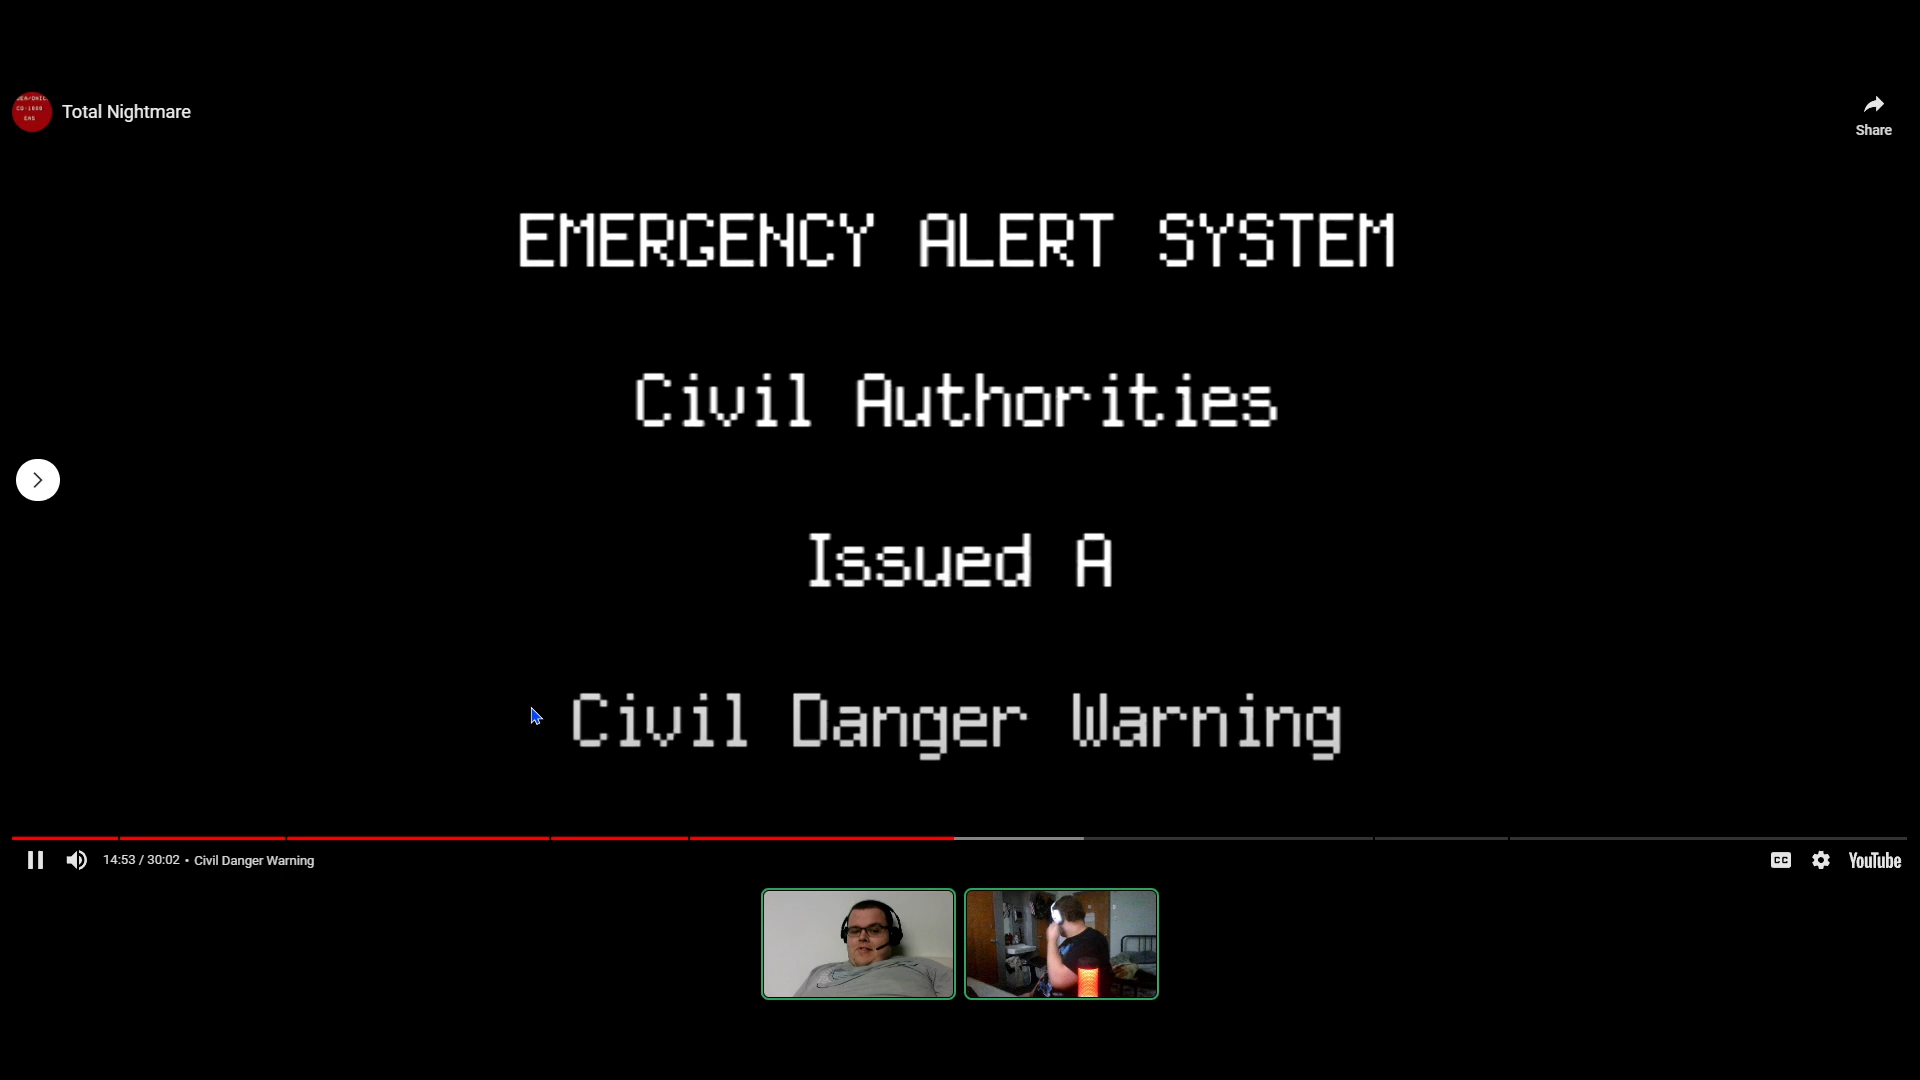 Total Nightmare
Share
EMERGENCY ALERT SYSTEM
Civil Authorities
Issued A
Civil Danger Warning
14:53 / 30:02 • Civil Danger Warning
CC
YouTube